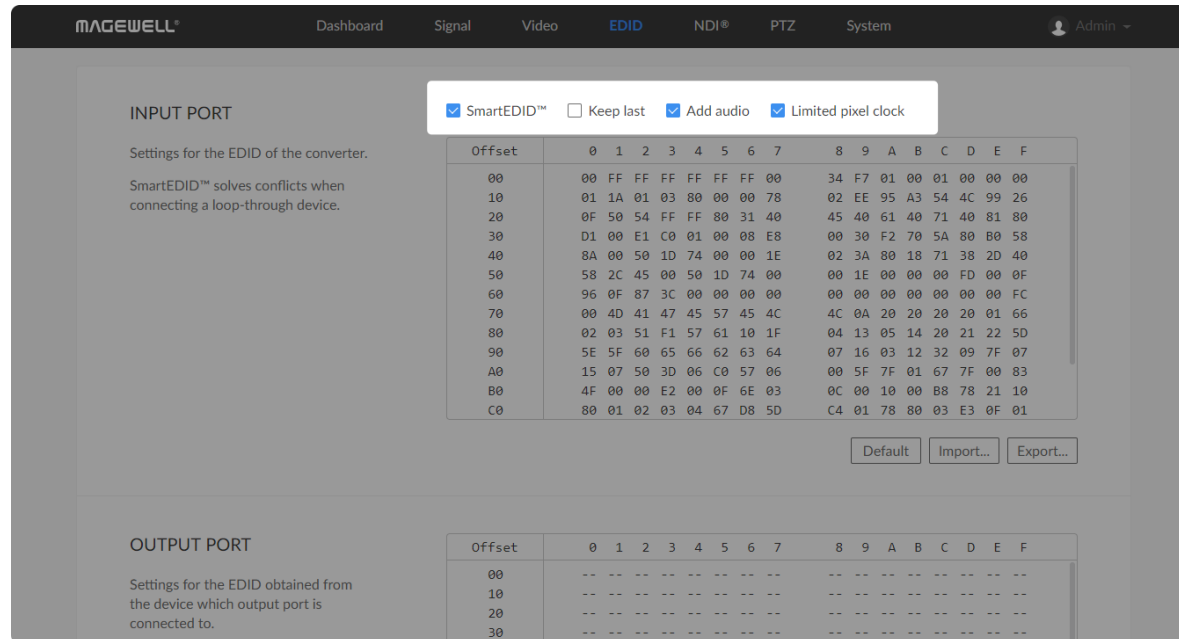 MAGEWELL® Dashboard Signal Video EDID NDI® PTZ System Admin
INPUT PORT
SmartEDID™ Keep last Add audio Limited pixel clock
Settings for the EDID of the converter.
SmartEDID™ solves conflicts when
connecting a loop-through device.
Offset 0 1 2 3 4 5 6 7 8 9 A B C D E F
00 00 FF FF FF FF FF FF 00 34 F7 01 00 01 00 00 00
10 01 1A 01 03 80 00 00 78 02 EE 95 A3 54 4C 99 26
20 0F 50 54 FF FF 80 31 40 45 40 61 40 71 40 81 80
30 D1 00 E1 C0 01 00 08 E8 00 30 F2 70 5A 80 B0 58
40 8A 00 50 1D 74 00 00 1E 02 3A 80 18 71 38 2D 40
50 58 2C 45 00 50 1D 74 00 00 1E 00 00 00 FD 00 0F
60 96 0F 87 3C 00 00 00 00 00 00 00 00 00 00 00 FC
70 00 4D 41 47 45 57 45 4C 4C 0A 20 20 20 20 01 66
80 02 03 51 F1 57 61 10 1F 04 13 05 14 20 21 22 5D
90 5E 5F 60 65 66 62 63 64 07 16 03 12 32 09 7F 07
A0 15 07 50 3D 06 C0 57 06 00 5F 7F 01 67 7F 00 83
B0 4F 00 00 E2 00 0F 6E 03 0C 00 10 00 B8 78 21 10
C0 80 01 02 03 04 67 D8 5D C4 01 78 80 03 E3 0F 01
Default Import... Export...
OUTPUT PORT
Settings for the EDID obtained from
the device which output port is
connected to.
Offset 0 1 2 3 4 5 6 7 8 9 A B C D E F
00 -- -- -- -- -- -- -- -- -- -- -- -- -- -- -- --
10 -- -- -- -- -- -- -- -- -- -- -- -- -- -- -- --
20 -- -- -- -- -- -- -- -- -- -- -- -- -- -- -- --
30 -- -- -- -- -- -- -- -- -- -- -- -- -- -- -- --